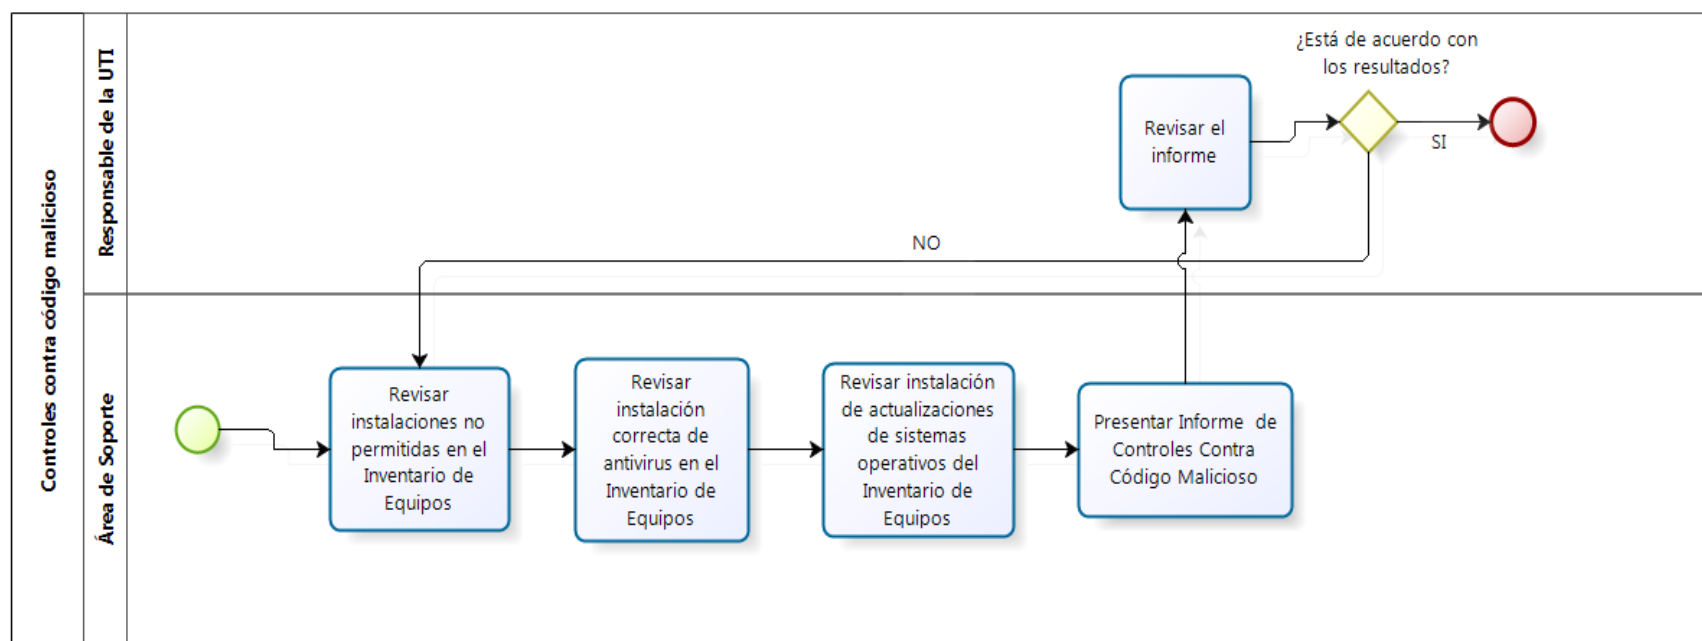 Controles contra código malicioso
Responsable de la UTI
¿Está de acuerdo con
los resultados?
Revisar el
informe
SI
NO
Área de Soporte
Revisar
instalaciones no
permitidas en el
Inventario de
Equipos
Revisar
instalación
correcta de
antivirus en el
Inventario de
Equipos
Revisar instalación
de actualizaciones
de sistemas
operativos del
Inventario de
Equipos
Presentar Informe de
Controles Contra
Código Malicioso